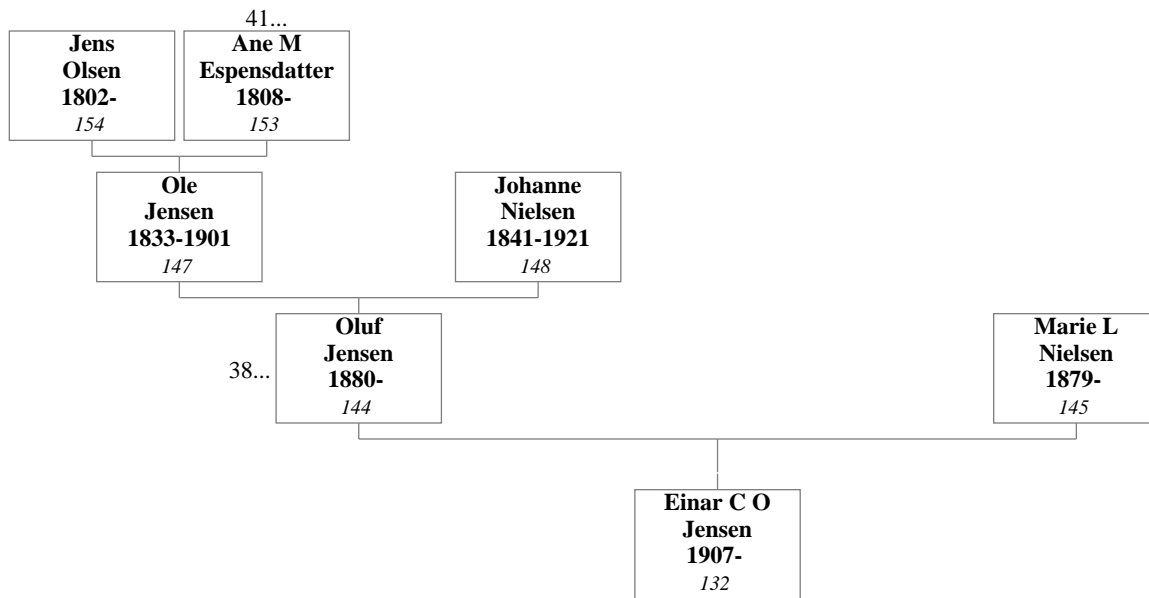 41...
Jens
Olsen
1802-
154
Ane M
Espensdatter
1808-
153
Ole
Jensen
1833-1901
147
Johanne
Nielsen
1841-1921
148
38...
Oluf
Jensen
1880-
144
Marie L
Nielsen
1879-
145
Einar C O
Jensen
1907-
132